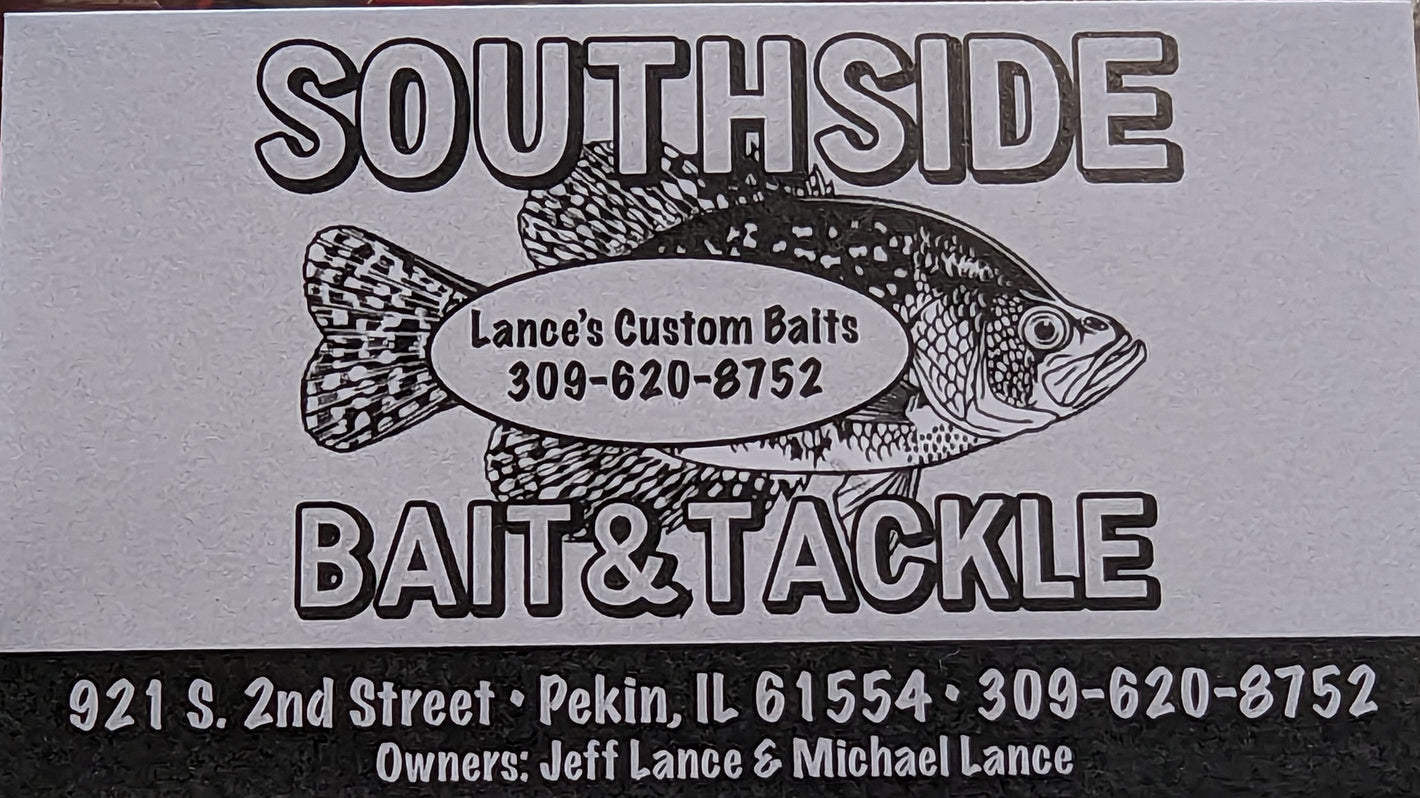 SOUTHSIDE
Lance's Custom Baits
309-620-8752
BAIT & TACKLE
921 S. 2nd Street • Pekin, IL 61554 • 309-620-8752
Owners: Jeff Lance & Michael Lance